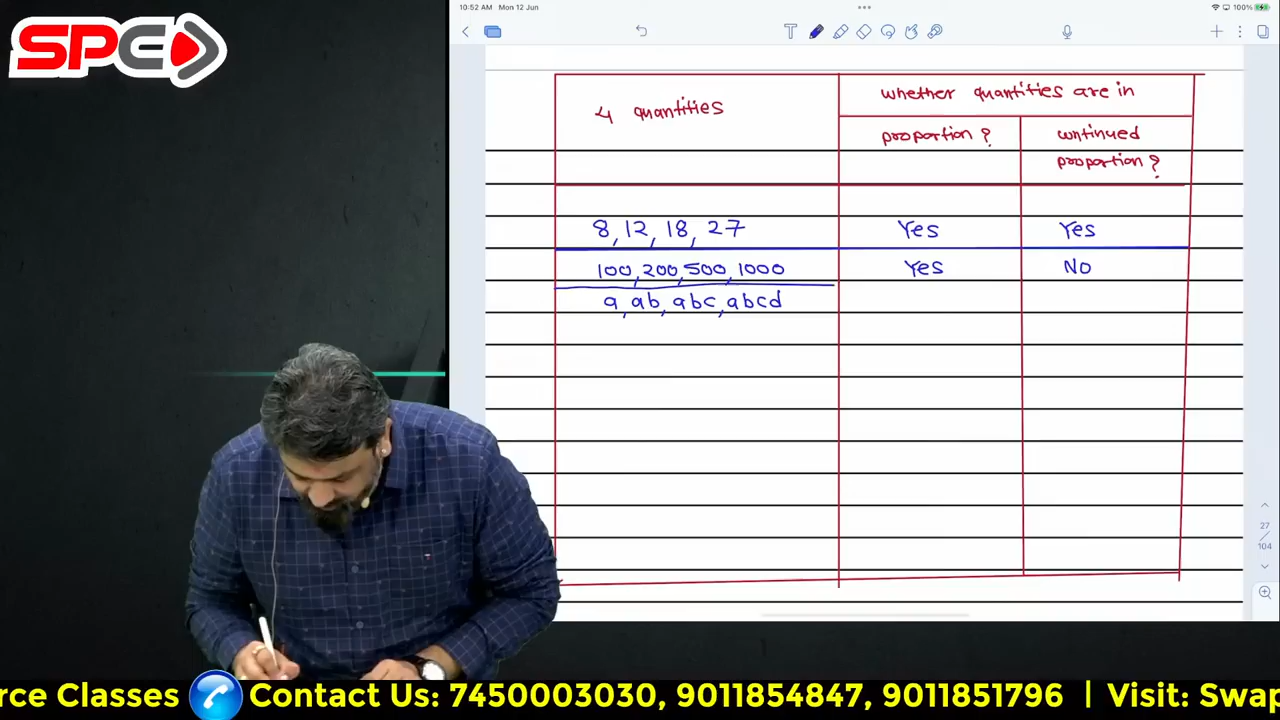 10:52 AM Mon 12 Jun
100%
SPC
whether quantities are in
4 quantities
proportion ?
continued
proportion ?
8, 12, 18, 27 Yes Yes
100, 200, 500, 1000 Yes NO
a, ab, abc, abcd
27
104
rce Classes Contact Us: 7450003030, 9011854847, 9011851796 | Visit: Swap